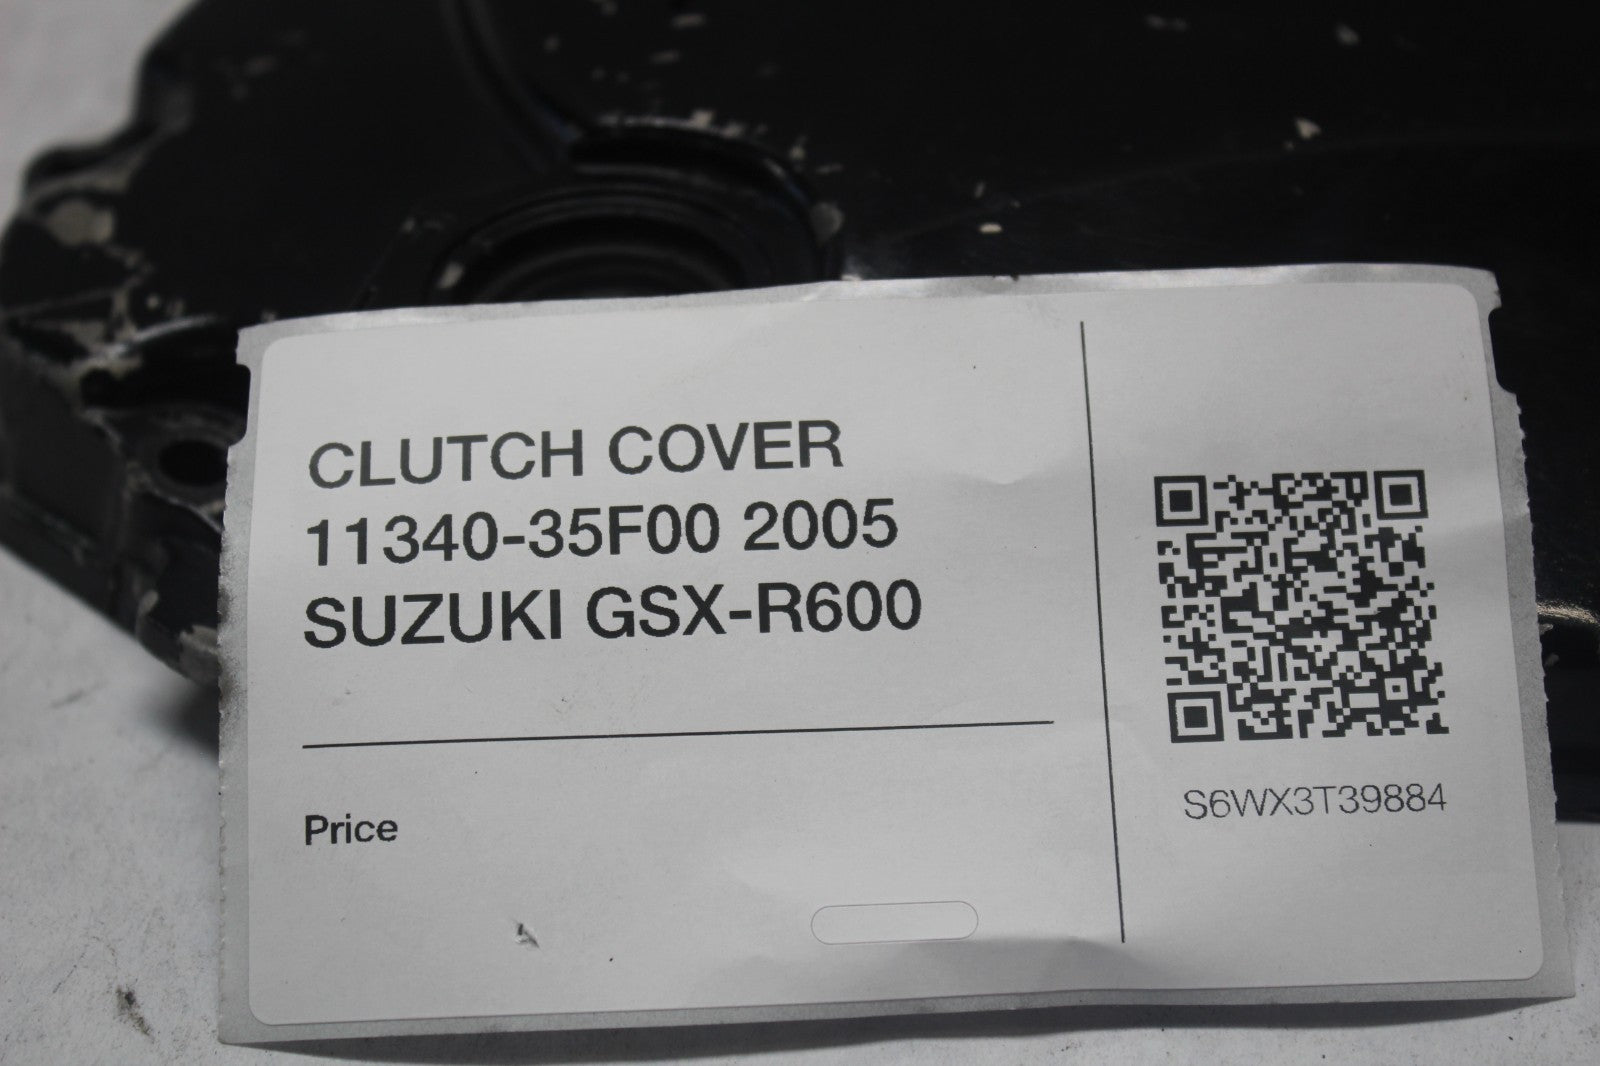 CLUTCH COVER
11340-35F00 2005
SUZUKI GSX-R600
Price
S6WX3T39884